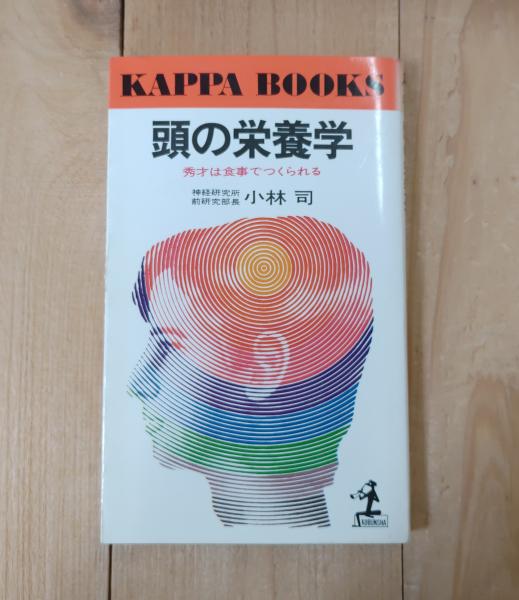 KAPPA BOOKS
頭の栄養学
秀才は食事でつくられる
神経研究所
前研究部長 小林 司
KOBUNSHA